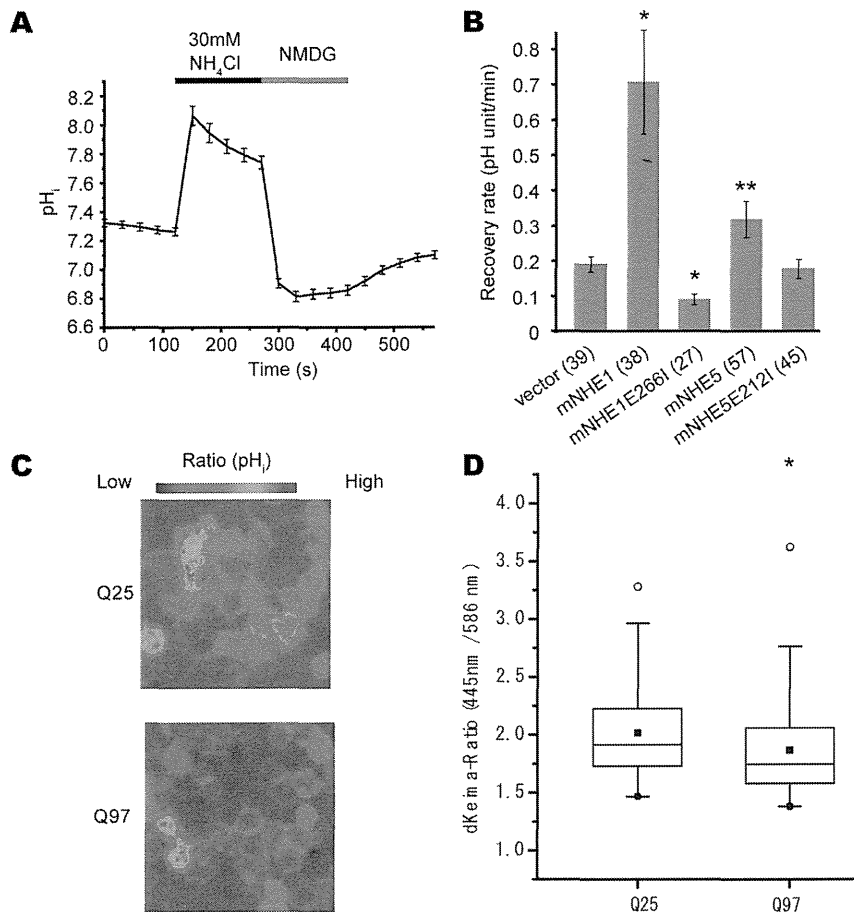 A
30mM
NH₄Cl
NMDG
8.2
8.0
7.8
7.4
7.2
7.0
6.8
6.6
pHᵢ
0
100
200
300
400
500
Time (s)
B
*
*
**
0.8
0.7
0.6
0.5
0.4
0.3
0.2
0.1
0
Recovery rate (pH unit/min)
vector (39)
mNHE1 (38)
mNHE1E266I (27)
mNHE5 (57)
mNHE5E212I (45)
C
Ratio (pHᵢ)
Low
High
Q25
Q97
D
*
4.0
3.5
3.0
2.5
2.0
1.5
1.0
dKeima-Ratio (445nm /586 nm)
Q25
Q97